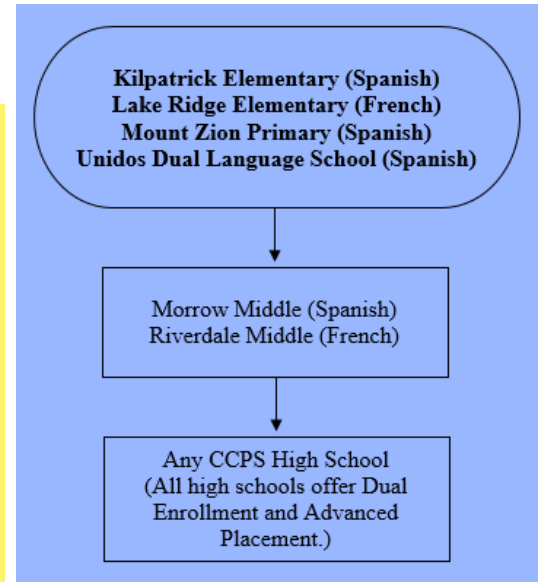 Kilpatrick Elementary (Spanish)
Lake Ridge Elementary (French)
Mount Zion Primary (Spanish)
Unidos Dual Language School (Spanish)
Morrow Middle (Spanish)
Riverdale Middle (French)
Any CCPS High School
(All high schools offer Dual
Enrollment and Advanced
Placement.)